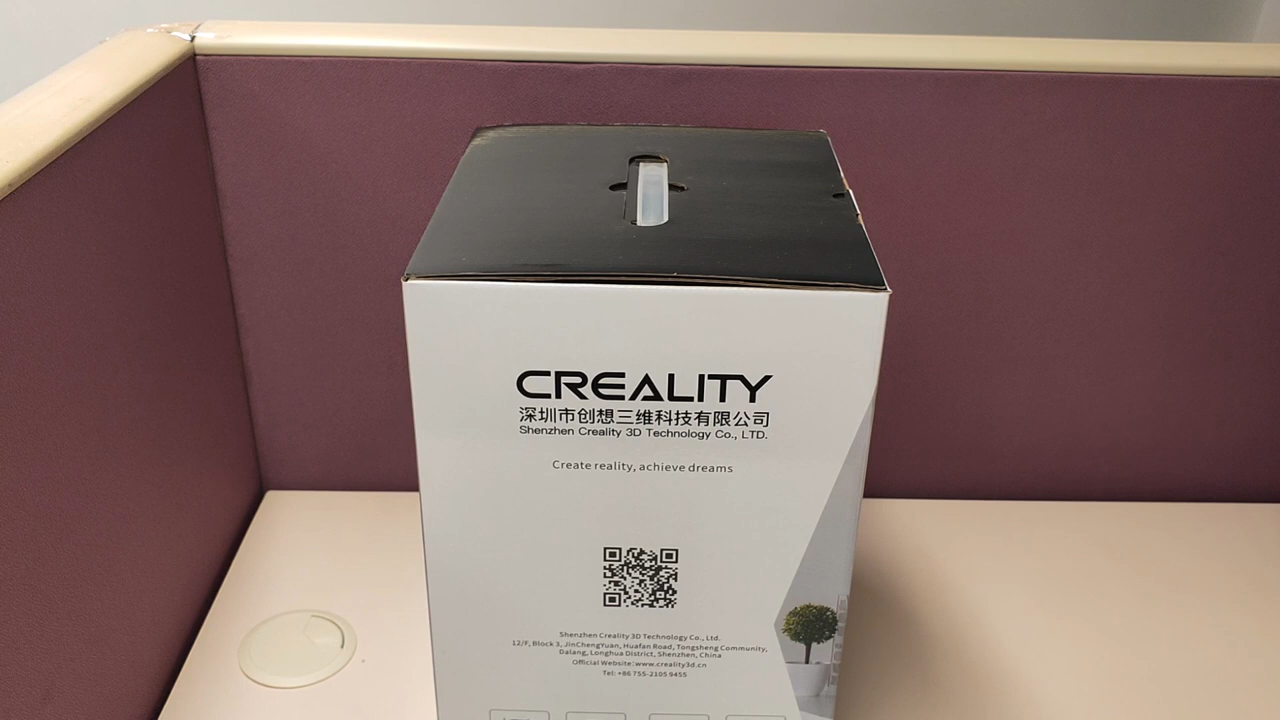 CREALITY
深圳市创想三维科技有限公司
Shenzhen Creality 3D Technology Co., LTD.
Create reality, achieve dreams
Shenzhen Creality 3D Technology Co., Ltd.
12/F, Block 3, JinChengYuan, Huafan Road, Tongsheng Community,
Dalang, Longhua District, Shenzhen, China
Official Website:www.creality3d.cn
Tel: +86 755-2105 9455